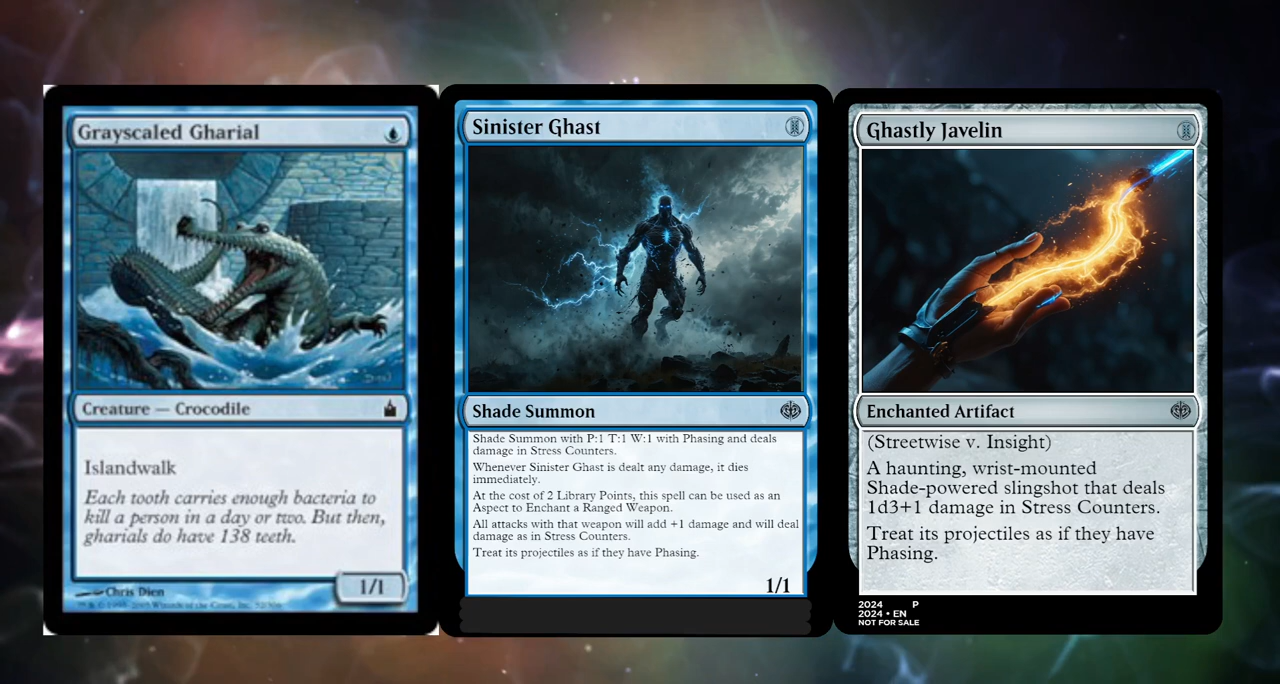 Grayscaled Gharial
Creature — Crocodile
Islandwalk
Each tooth carries enough bacteria to
kill a person in a day or two. But then,
gharials do have 138 teeth.
1/1
Chris Dien
Sinister Ghast
Shade Summon
Shade Summon with P:1 T:1 W:1 with Phasing and deals
damage in Stress Counters.
Whenever Sinister Ghast is dealt any damage, it dies
immediately.
At the cost of 2 Library Points, this spell can be used as an
Aspect to Enchant a Ranged Weapon.
All attacks with that weapon will add +1 damage and will deal
damage as in Stress Counters.
Treat its projectiles as if they have Phasing.
1/1
Ghastly Javelin
Enchanted Artifact
(Streetwise v. Insight)
A haunting, wrist-mounted
Shade-powered slingshot that deals
1d3+1 damage in Stress Counters.
Treat its projectiles as if they have
Phasing.
2024 P
2024 • EN
NOT FOR SALE